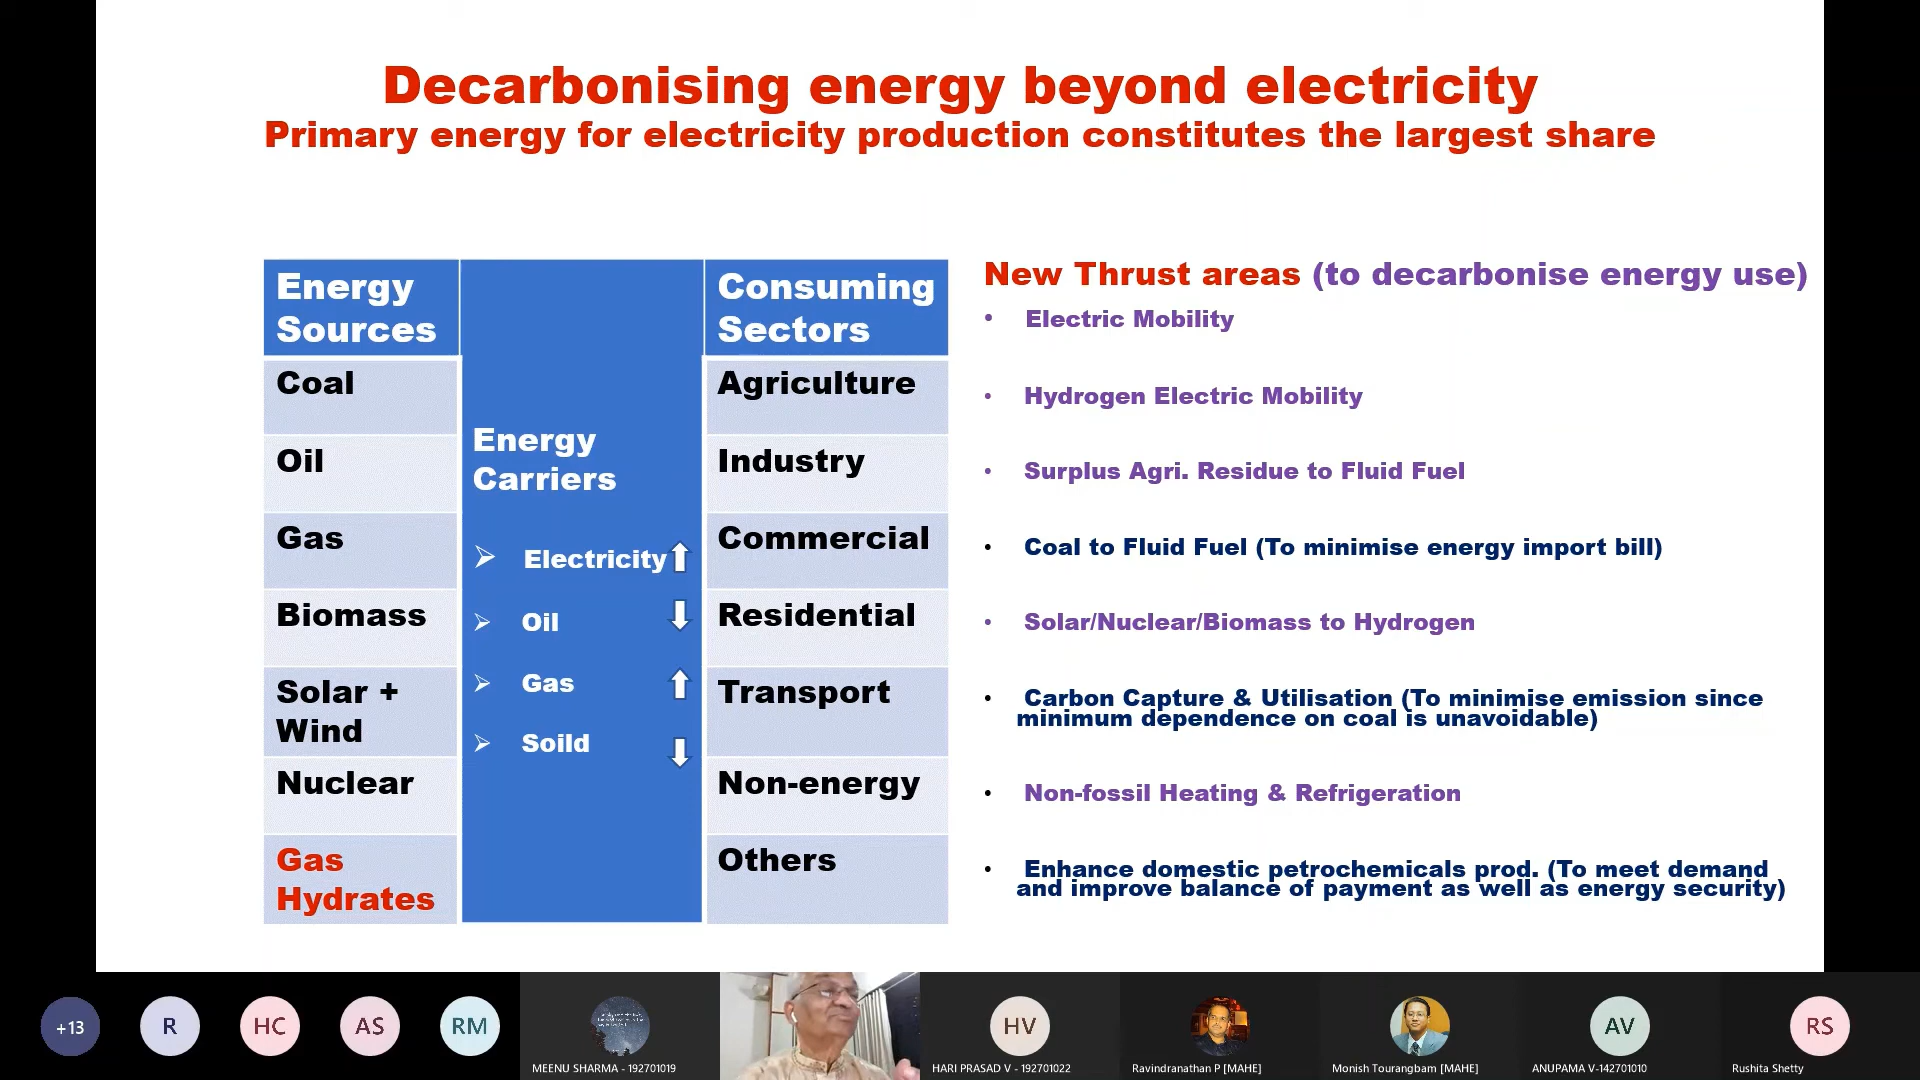 Decarbonising energy beyond electricity
Primary energy for electricity production constitutes the largest share
Energy
Sources
Coal
Oil
Gas
Biomass
Solar +
Wind
Nuclear
Gas
Hydrates
Energy
Carriers
Electricity
Oil
Gas
Soild
Consuming
Sectors
Agriculture
Industry
Commercial
Residential
Transport
Non-energy
Others
New Thrust areas (to decarbonise energy use)
• Electric Mobility
• Hydrogen Electric Mobility
• Surplus Agri. Residue to Fluid Fuel
• Coal to Fluid Fuel (To minimise energy import bill)
• Solar/Nuclear/Biomass to Hydrogen
• Carbon Capture & Utilisation (To minimise emission since
minimum dependence on coal is unavoidable)
• Non-fossil Heating & Refrigeration
• Enhance domestic petrochemicals prod. (To meet demand
and improve balance of payment as well as energy security)
+13
R
HC
AS
RM
MEENU SHARMA - 192701019
HV
HARI PRASAD V - 192701022
Ravindranathan P [MAHE]
Monish Tourangbam [MAHE]
AV
ANUPAMA V-142701010
RS
Rushita Shetty